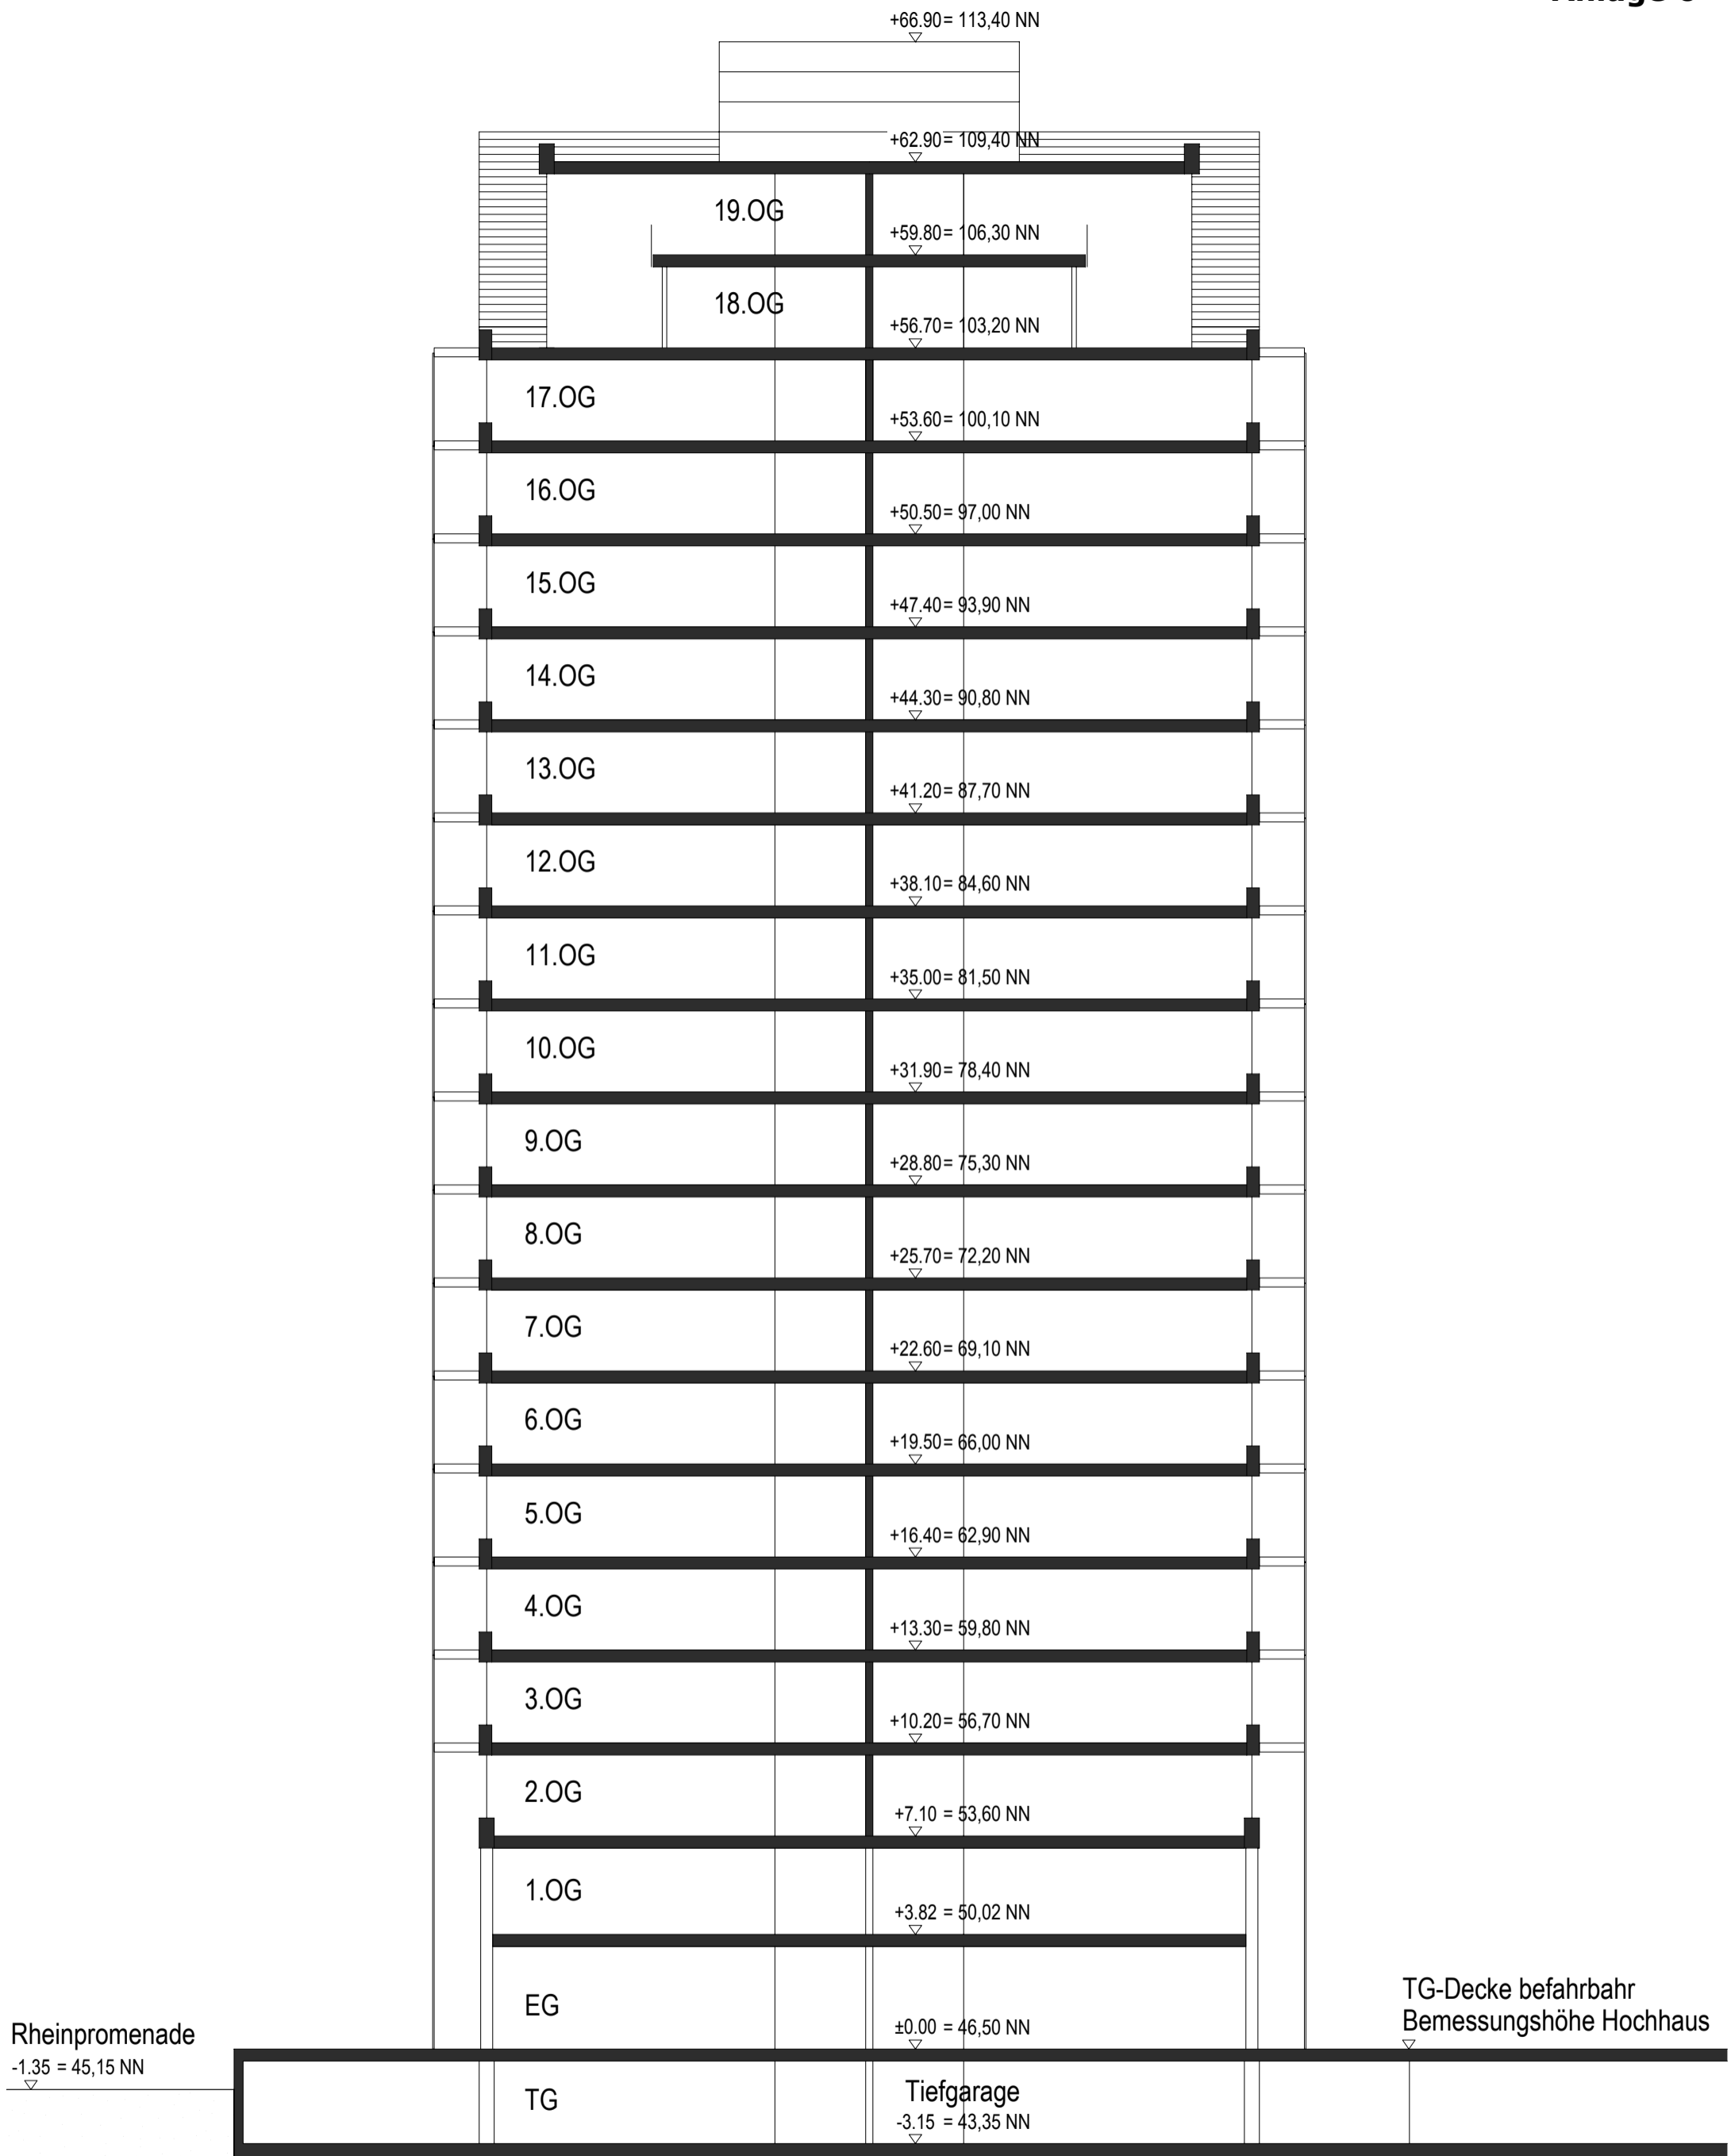 +66.90= 113,40 NN
+62.90= 109,40 NN
19.OG
+59.80= 106,30 NN
18.OG
+56.70= 103,20 NN
17.OG
+53.60= 100,10 NN
16.OG
+50.50= 97,00 NN
15.OG
+47.40= 93,90 NN
14.OG
+44.30= 90,80 NN
13.OG
+41.20= 87,70 NN
12.OG
+38.10= 84,60 NN
11.OG
+35.00= 81,50 NN
10.OG
+31.90= 78,40 NN
9.OG
+28.80= 75,30 NN
8.OG
+25.70= 72,20 NN
7.OG
+22.60= 69,10 NN
6.OG
+19.50= 66,00 NN
5.OG
+16.40= 62,90 NN
4.OG
+13.30= 59,80 NN
3.OG
+10.20= 56,70 NN
2.OG
+7.10 = 53,60 NN
1.OG
+3.82 = 50,02 NN
EG
±0.00 = 46,50 NN
TG-Decke befahrbahr
Bemessungshöhe Hochhaus
Rheinpromenade
-1.35 = 45,15 NN
TG
Tiefgarage
-3.15 = 43,35 NN